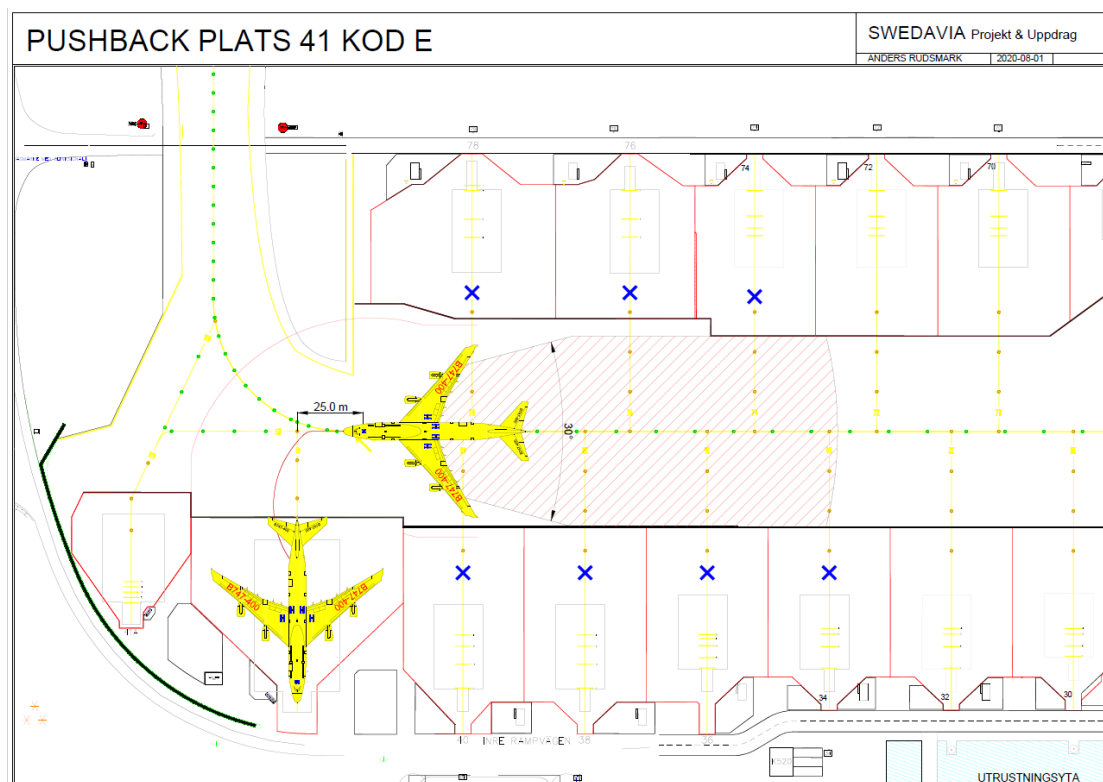 PUSHBACK PLATS 41 KOD E
SWEDAVIA Projekt & Uppdrag
ANDERS RUDSMARK
2020-08-01
78
76
74
72
70
B747-400
25.0 m
30°
B747-400
B747-400
B747-400
34
32
30
40
INRE RAMPVÄGEN
38
36
K520
UTRUSTNINGSYTA